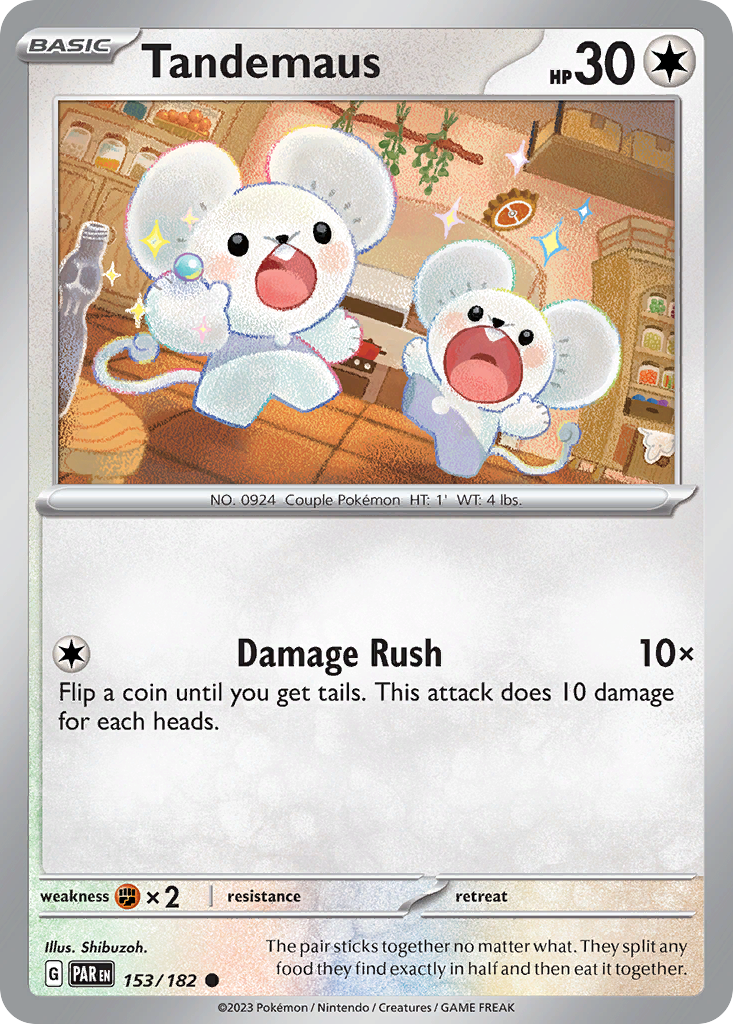 BASIC
Tandemaus
HP 30
NO. 0924 Couple Pokémon HT: 1' WT: 4 lbs.
Damage Rush 10×
Flip a coin until you get tails. This attack does 10 damage
for each heads.
weakness ×2 resistance retreat
Illus. Shibuzoh.
The pair sticks together no matter what. They split any
food they find exactly in half and then eat it together.
G PAR EN 153/182
©2023 Pokémon / Nintendo / Creatures / GAME FREAK